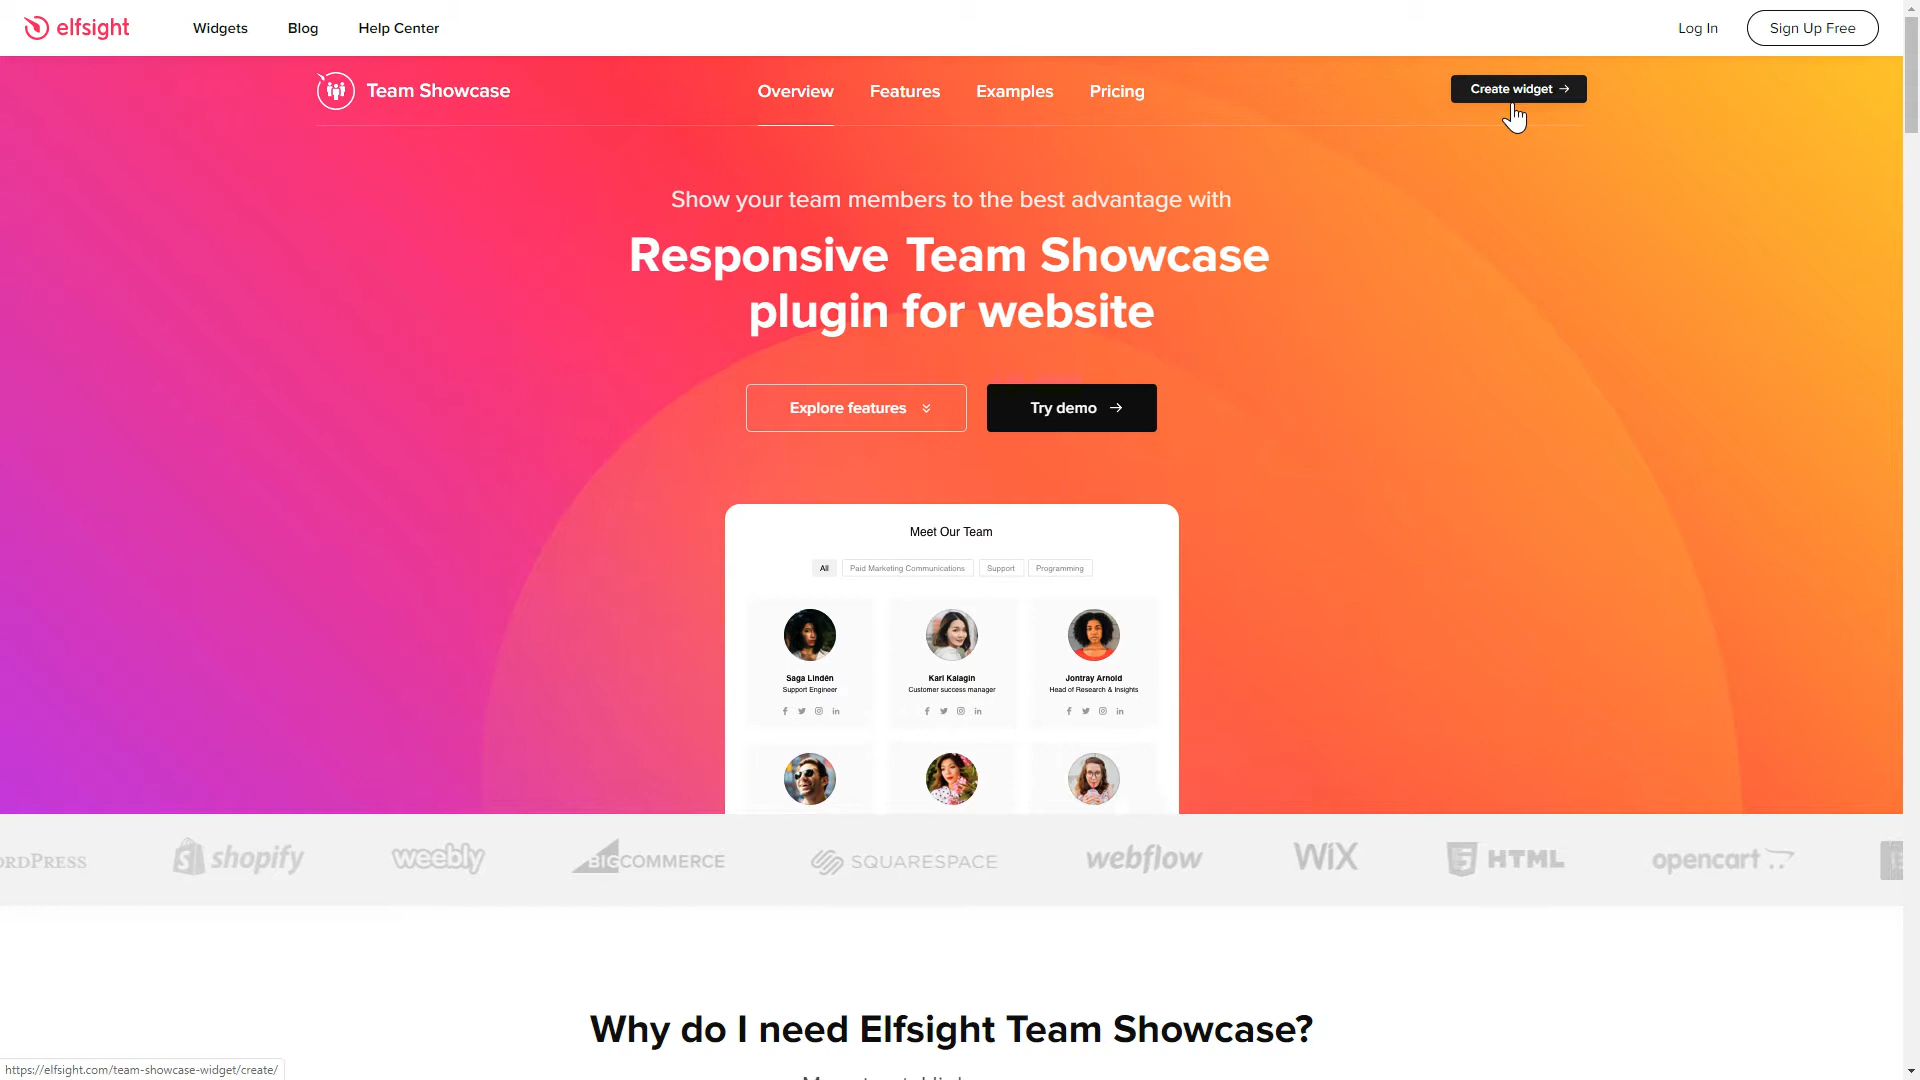 elfsight
Widgets
Blog
Help Center
Log In
Sign Up Free
Team Showcase
Overview
Features
Examples
Pricing
Create widget →
Show your team members to the best advantage with
Responsive Team Showcase
plugin for website
Explore features
Try demo →
Meet Our Team
All
Paid Marketing Communications
Support
Programming
Saga Lindén
Support Engineer
Karl Kalagin
Customer success manager
Jontray Arnold
Head of Research & Insights
ORDPRESS
shopify
weebly
BIGCOMMERCE
SQUARESPACE
webflow
WIX
HTML
opencart
Why do I need Elfsight Team Showcase?
https://elfsight.com/team-showcase-widget/create/